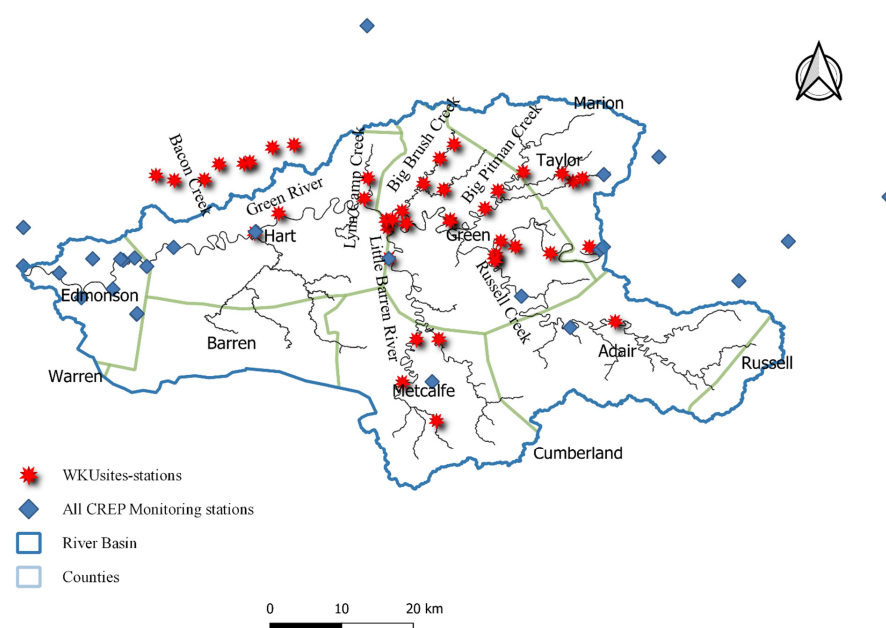 Marion
Big Brush Creek
Big Pitman Creek
Taylor
Bacon Creek
Lynn Camp Creek
Green River
Hart
Green
Little Barren River
Russell Creek
Edmonson
Barren
Adair
Russell
Warren
Metcalfe
Cumberland
WKUsites-stations
All CREP Monitoring stations
River Basin
Counties
0 10 20 km